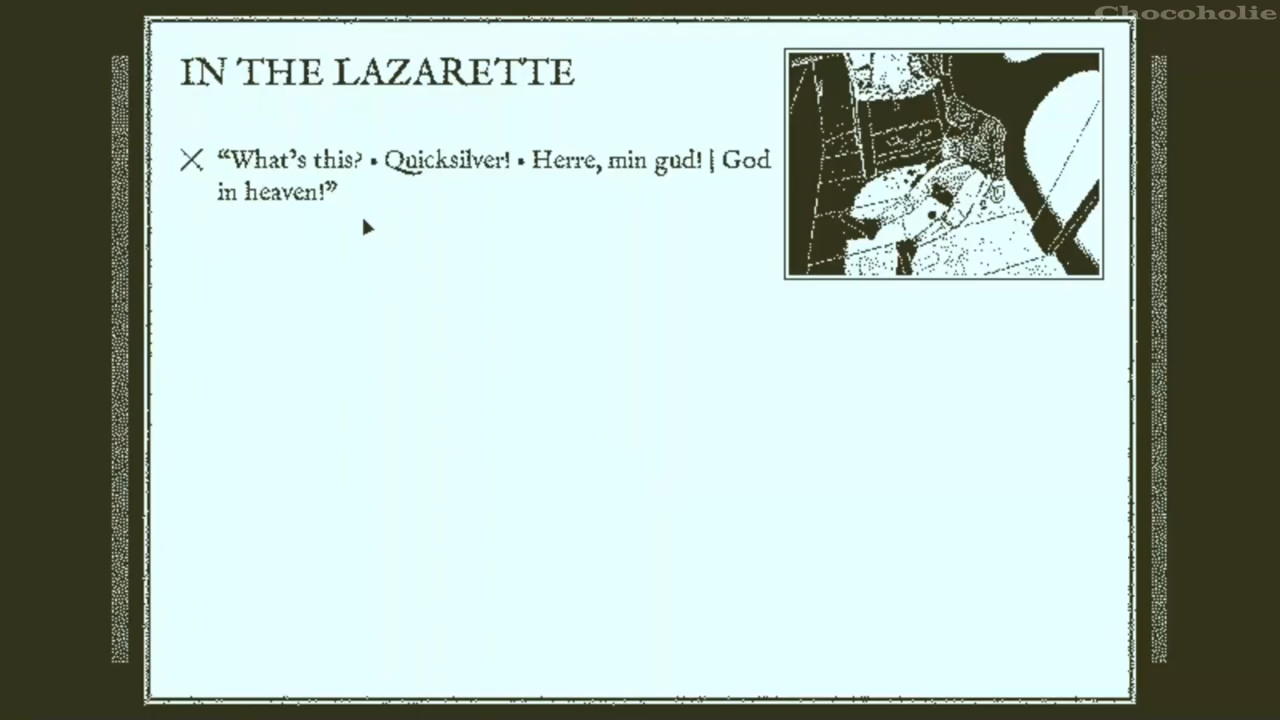 Chocoholie
IN THE LAZARETTE
“What’s this? • Quicksilver! • Herre, min gud! | God
in heaven!”